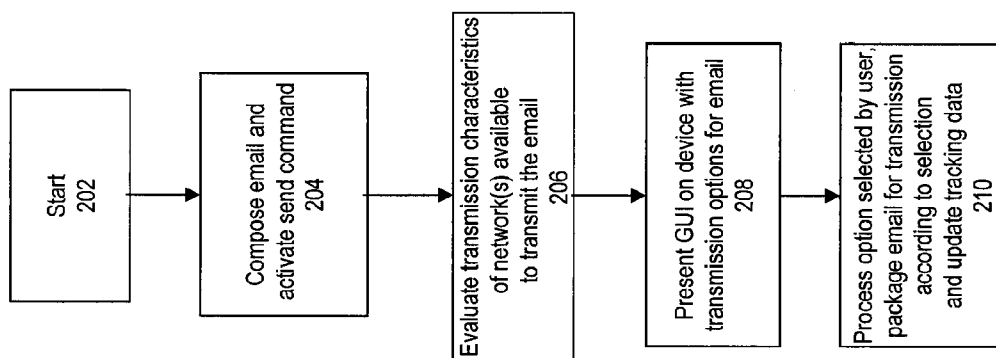 Start
202
Compose email and
activate send command
204
Evaluate transmission characteristics
of network(s) available
to transmit the email
206
Present GUI on device with
transmission options for email
208
Process option selected by user,
package email for transmission
according to selection
and update tracking data
210